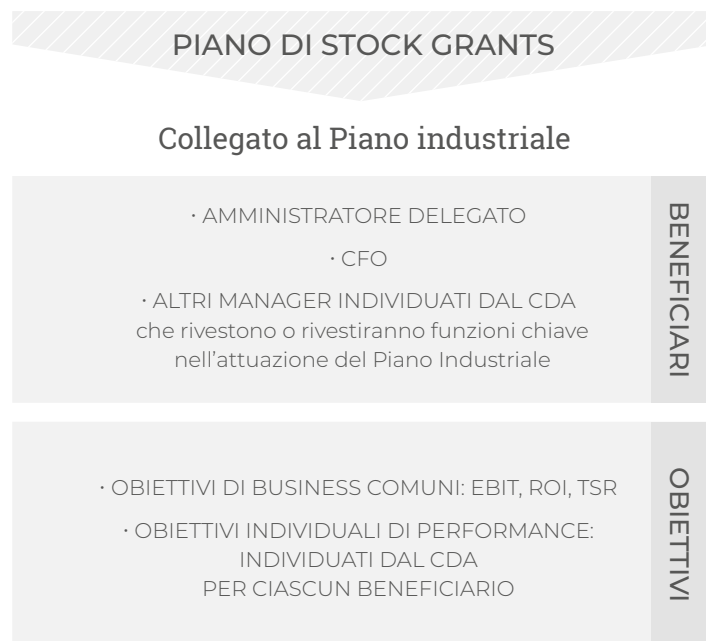 PIANO DI STOCK GRANTS
Collegato al Piano industriale
· AMMINISTRATORE DELEGATO
· CFO
· ALTRI MANAGER INDIVIDUATI DAL CDA
che rivestono o rivestiranno funzioni chiave
nell'attuazione del Piano Industriale
BENEFICIARI
· OBIETTIVI DI BUSINESS COMUNI: EBIT, ROI, TSR
· OBIETTIVI INDIVIDUALI DI PERFORMANCE:
INDIVIDUATI DAL CDA
PER CIASCUN BENEFICIARIO
OBIETTIVI